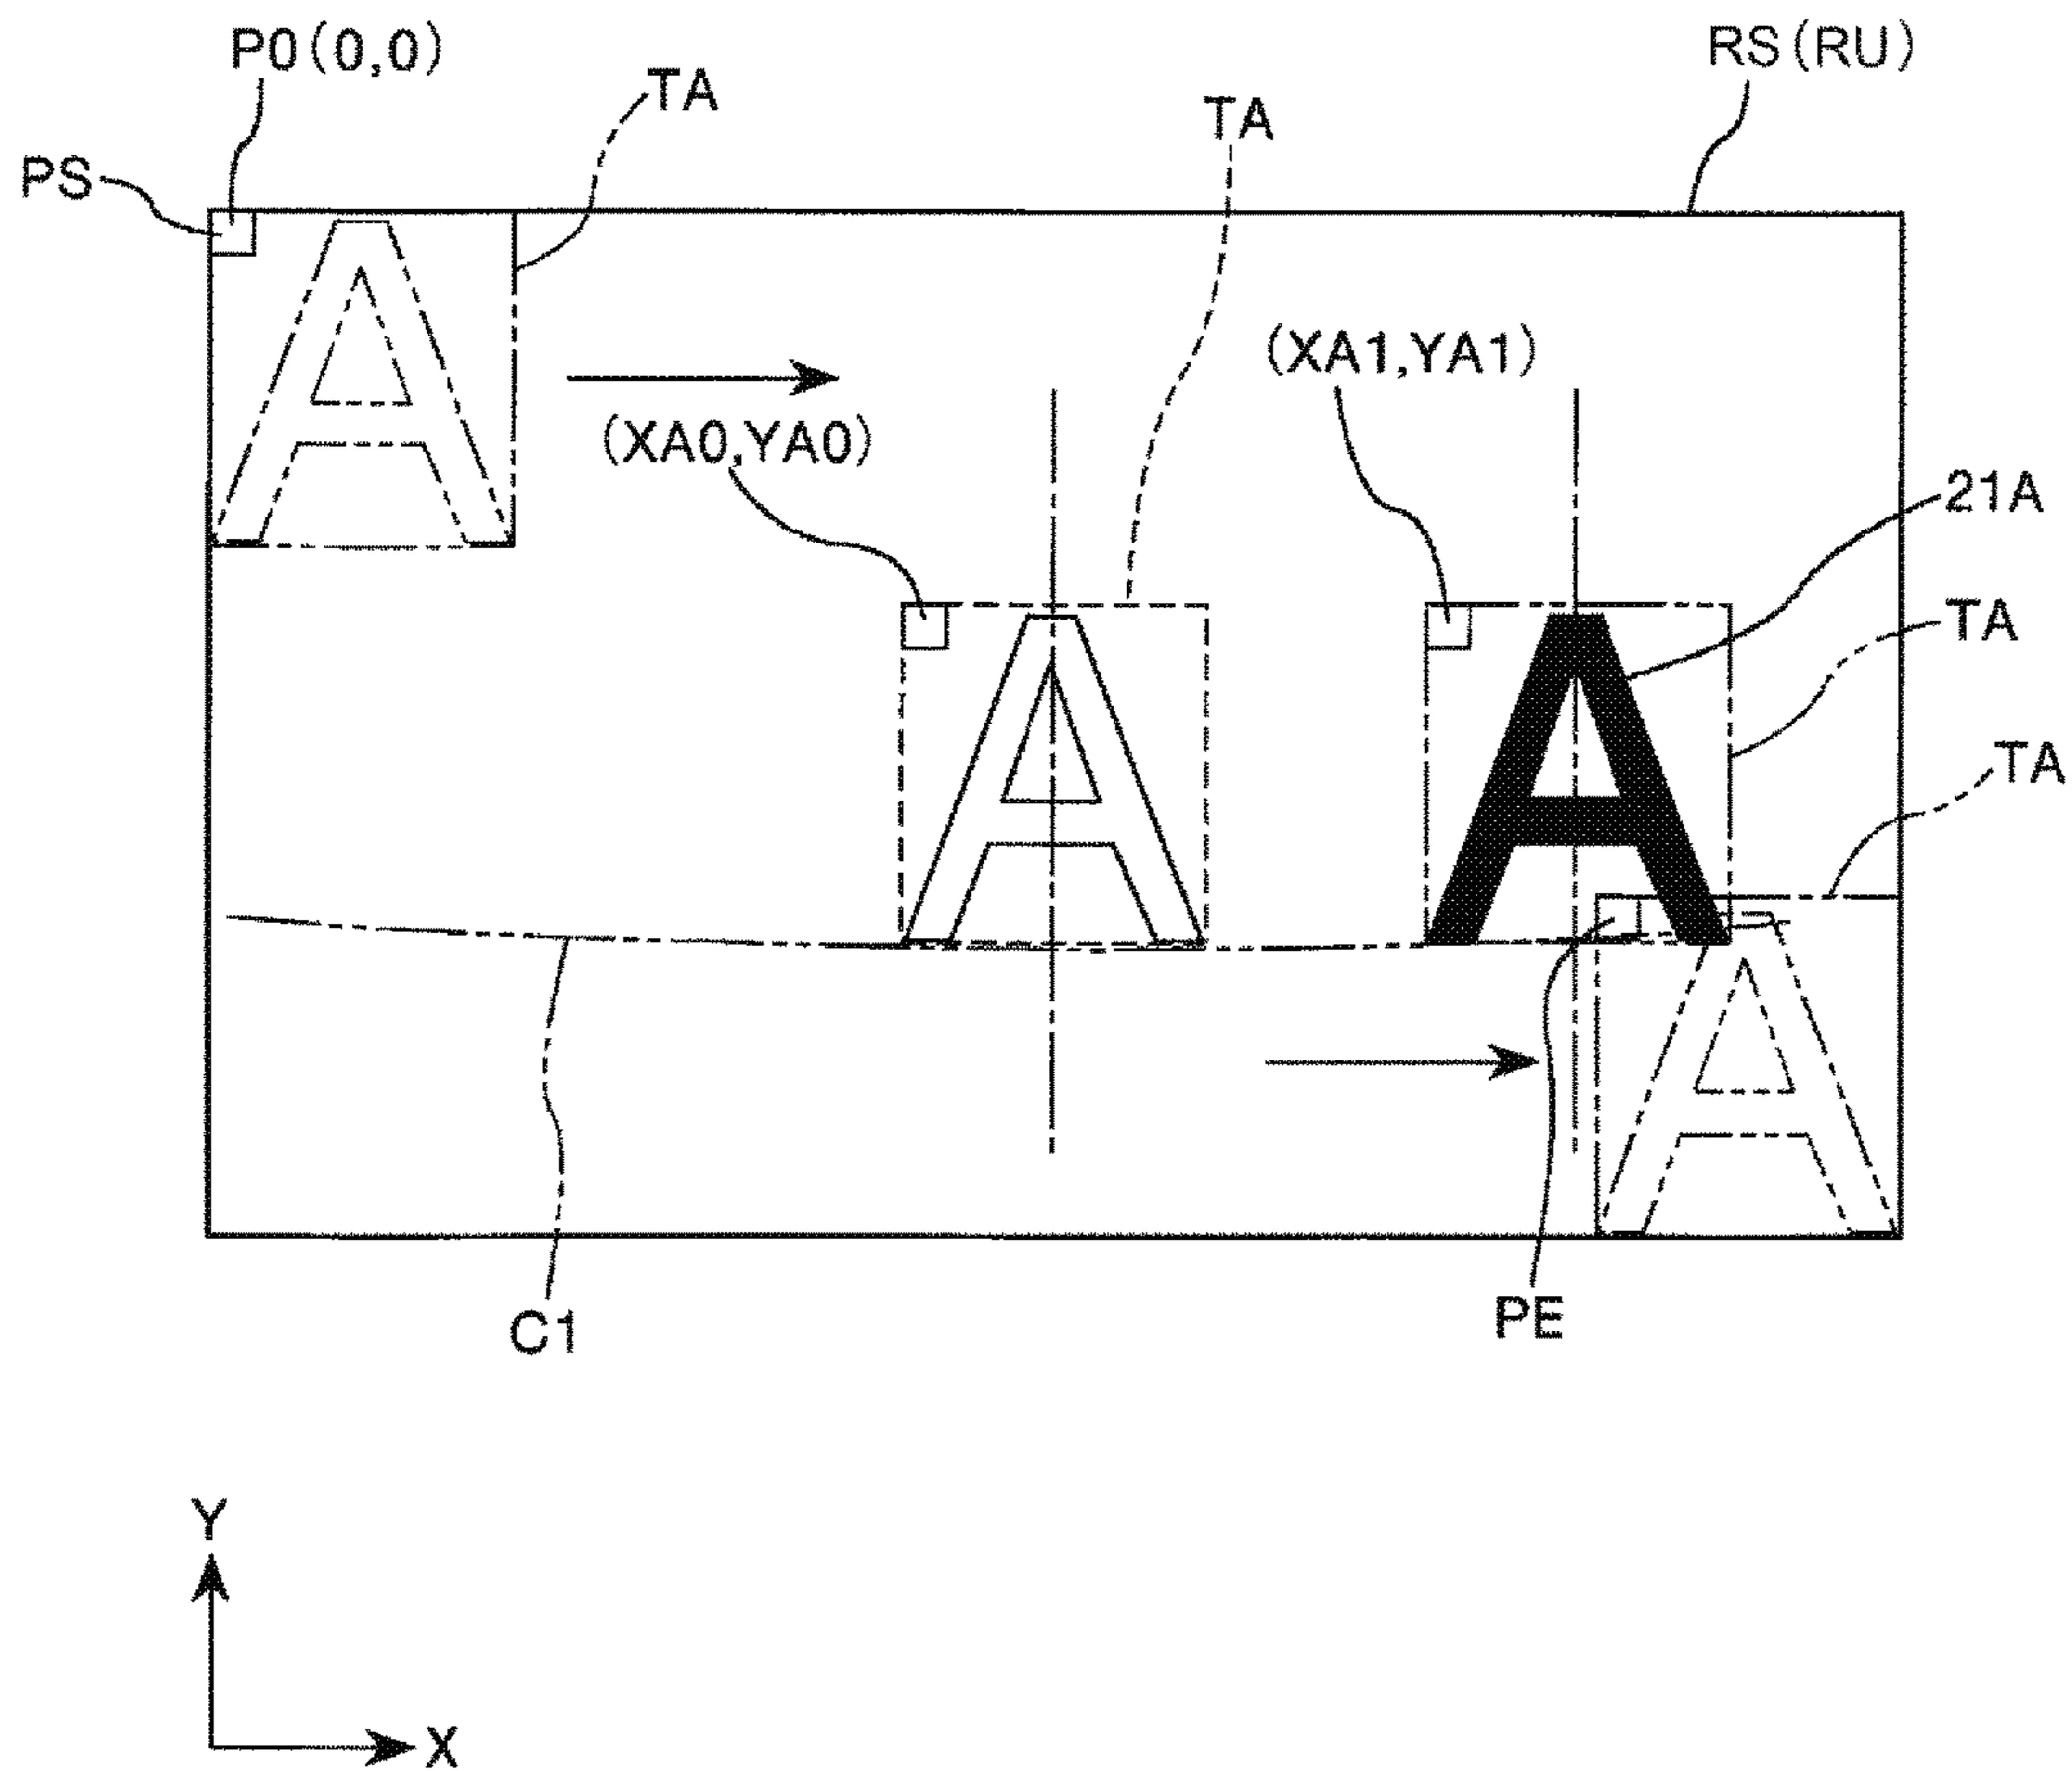 P0(0,0)
RS(RU)
TA
TA
PS
(XA1,YA1)
(XA0,YA0)
21A
A
TA
A
A
TA
A
C1
PE
Y
X